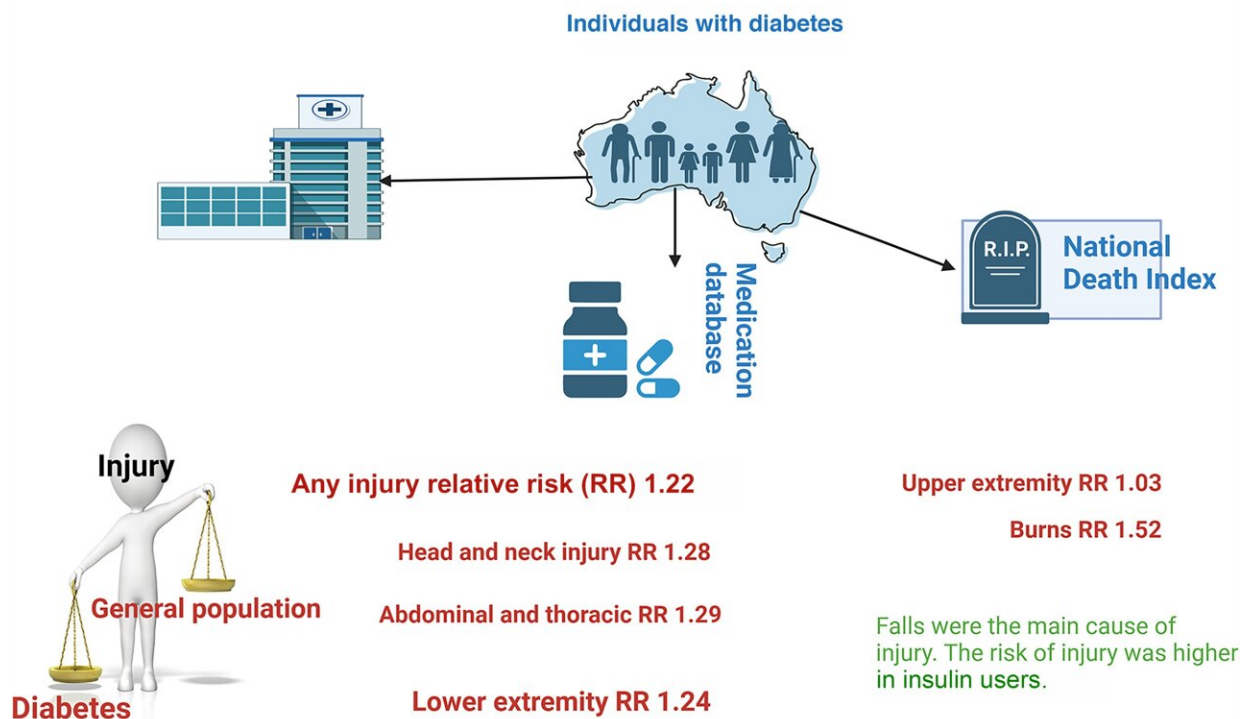 Individuals with diabetes
R.I.P.
National
Death Index
Medication
database
Injury
General population
Diabetes
Any injury relative risk (RR) 1.22
Head and neck injury RR 1.28
Abdominal and thoracic RR 1.29
Lower extremity RR 1.24
Upper extremity RR 1.03
Burns RR 1.52
Falls were the main cause of
injury. The risk of injury was higher
in insulin users.